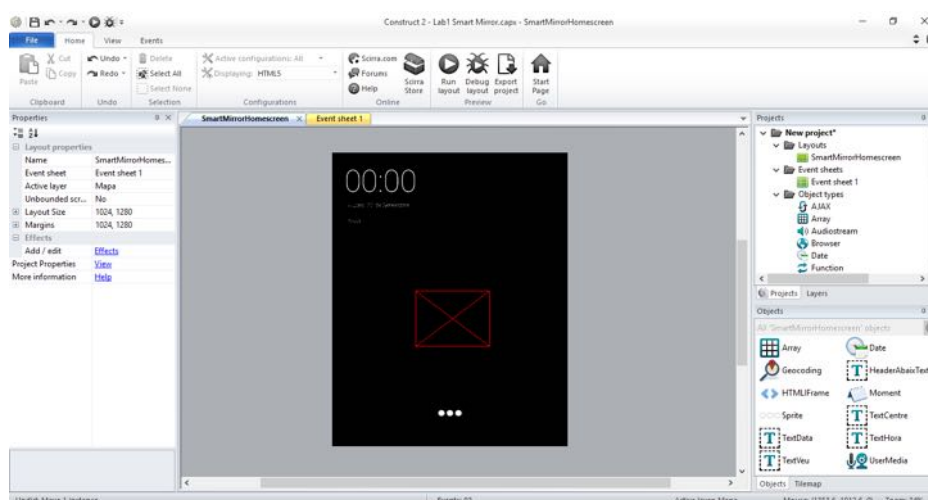 Construct 2 - Lab1 Smart Mirror.capx - SmartMirrorHomescreen
File Home View Events
Paste Cut Copy
Undo Redo
Delete Select All Select None
Active configurations: All
Displaying: HTML5
Scirra.com Forums Help Scirra Store
Run layout Debug layout Export project
Start Page
Clipboard Undo Selection Configurations Online Preview Go
Properties
SmartMirrorHomescreen Event sheet 1
Layout properties
Name SmartMirrorHomes...
Event sheet Event sheet 1
Active layer Mapa
Unbounded scr... No
Layout Size 1024, 1280
Margins 1024, 1280
Effects
Add / edit Effects
Project Properties View
More information Help
00:00
Projects
New project*
Layouts
SmartMirrorHomescreen
Event sheets
Event sheet 1
Object types
AJAX
Array
Audiostream
Browser
Date
Function
Projects Layers
Objects
All 'SmartMirrorHomescreen' objects
Array Date
Geocoding HeaderAbaixText
HTMLIFrame Moment
Sprite TextCentre
TextData TextHora
TextVeu UserMedia
Objects Tilemap